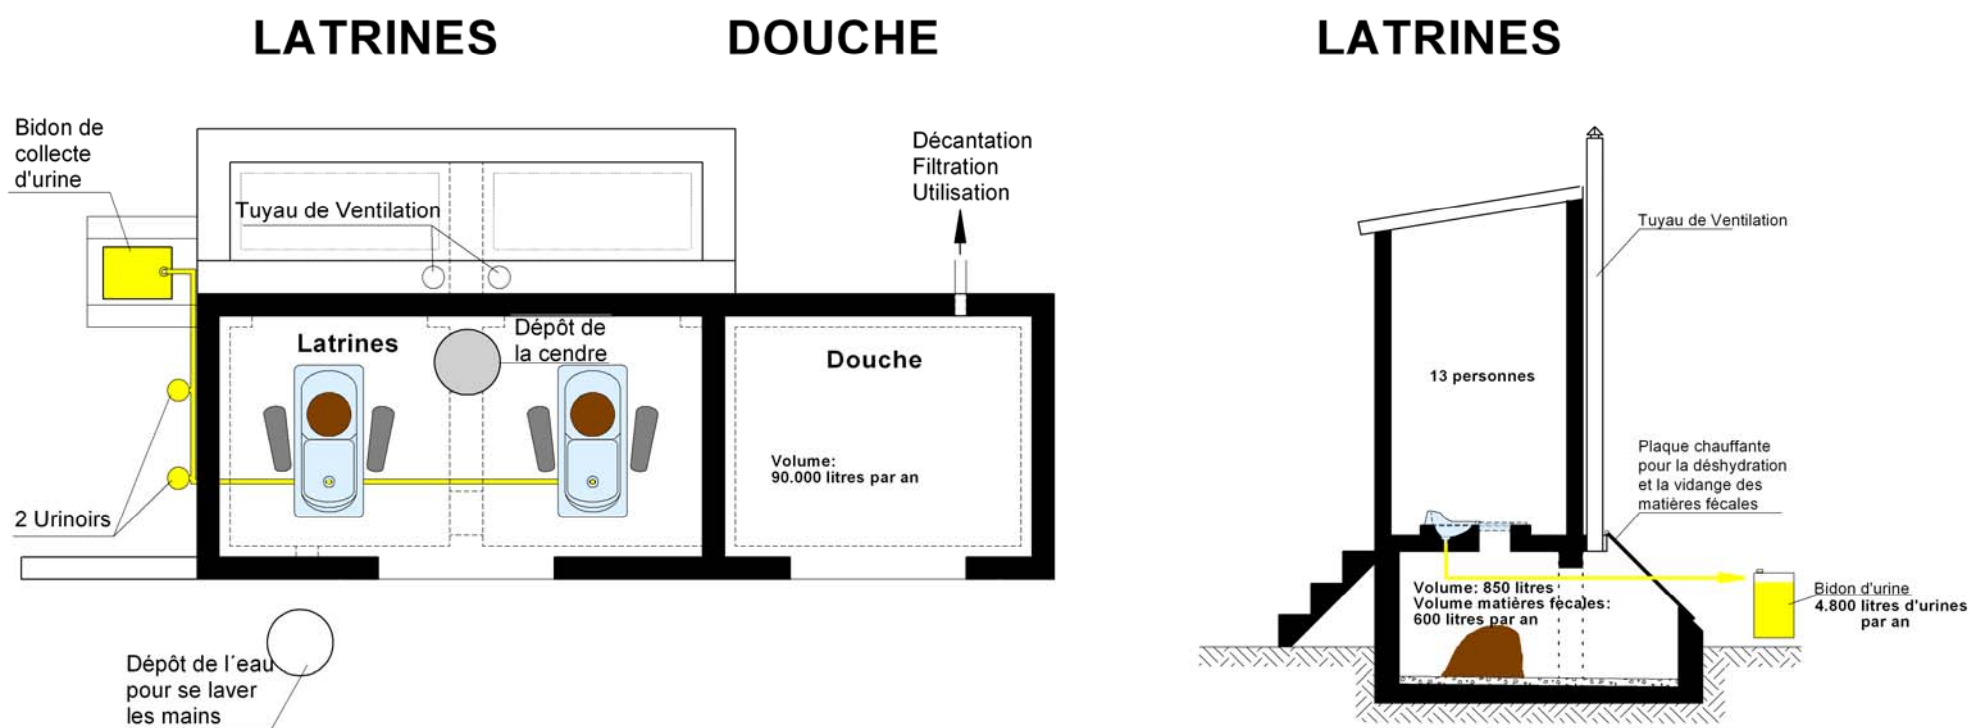 LATRINES
DOUCHE
LATRINES
Bidon de
collecte
d'urine
Tuyau de Ventilation
Décantation
Filtration
Utilisation
Latrines
Dépôt de
la cendre
Douche
Volume:
90.000 litres par an
2 Urinoirs
Dépôt de l´eau
pour se laver
les mains
Tuyau de Ventilation
13 personnes
Plaque chauffante
pour la déshydration
et la vidange des
matières fécales
Volume: 850 litres
Volume matières fécales:
600 litres par an
Bidon d'urine
4.800 litres d'urines
par an